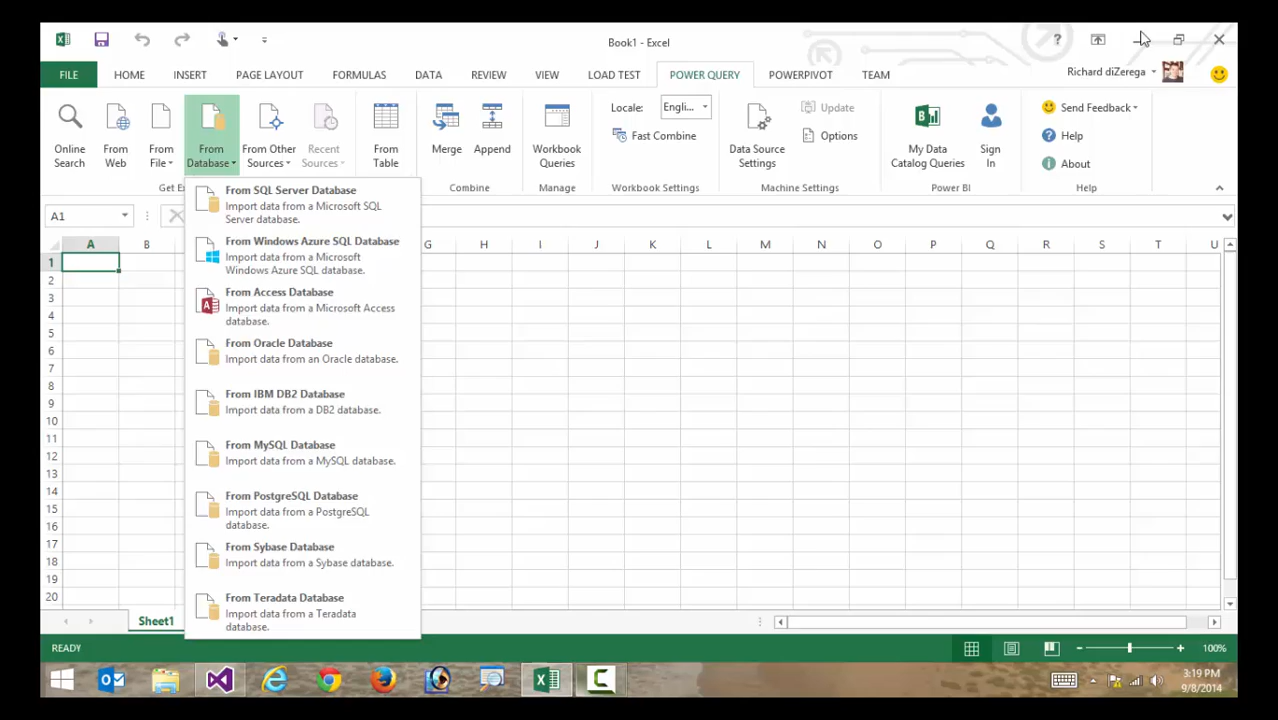 Book1 - Excel
?
FILE HOME INSERT PAGE LAYOUT FORMULAS DATA REVIEW VIEW LOAD TEST POWER QUERY POWERPIVOT TEAM
Richard diZerega
Online Search
From Web
From File
From Database
From Other Sources
Recent Sources
From Table
Merge
Append
Workbook Queries
Locale: Engli...
Fast Combine
Data Source Settings
Update
Options
My Data Catalog Queries
Sign In
Send Feedback
Help
About
Get Ex
Combine
Manage
Workbook Settings
Machine Settings
Power BI
Help
A1
A B G H I J K L M N O P Q R S T U
1
2
3
4
5
6
7
8
9
10
11
12
13
14
15
16
17
18
19
20
From SQL Server Database
Import data from a Microsoft SQL
Server database.
From Windows Azure SQL Database
Import data from a Microsoft
Windows Azure SQL database.
From Access Database
Import data from a Microsoft Access
database.
From Oracle Database
Import data from an Oracle database.
From IBM DB2 Database
Import data from a DB2 database.
From MySQL Database
Import data from a MySQL database.
From PostgreSQL Database
Import data from a PostgreSQL
database.
From Sybase Database
Import data from a Sybase database.
From Teradata Database
Import data from a Teradata
database.
Sheet1
READY
100%
3:19 PM
9/8/2014